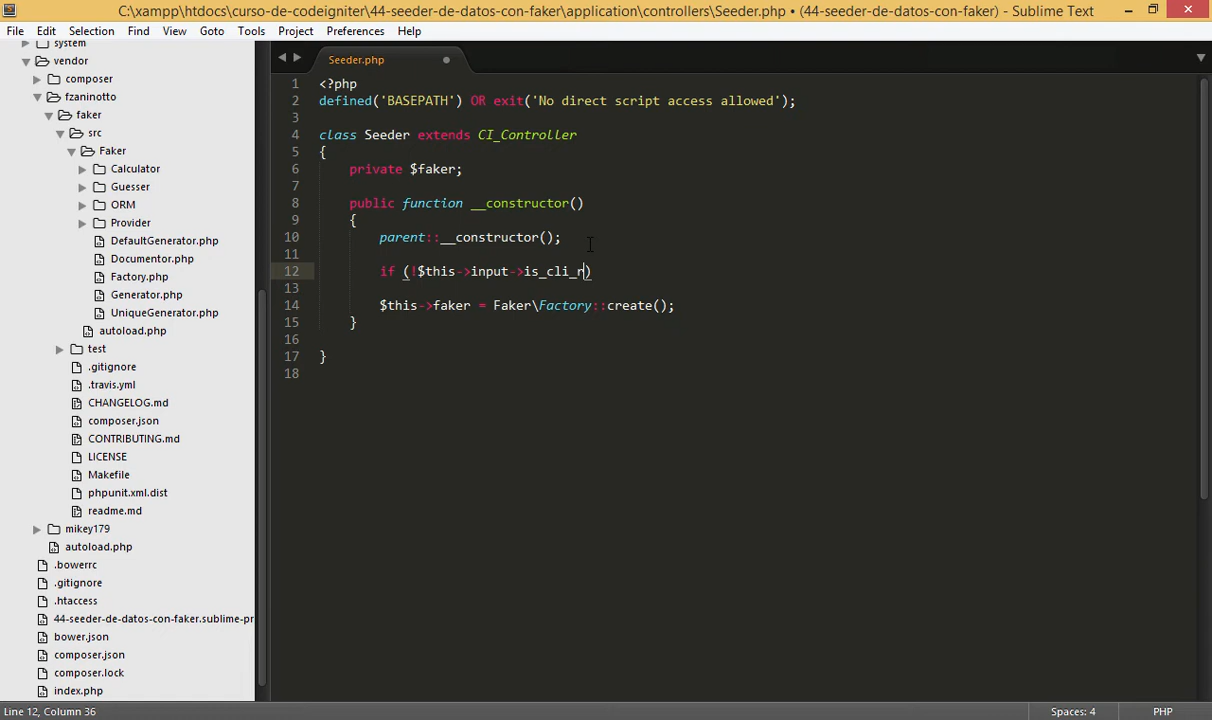 C:\xampp\htdocs\curso-de-codeigniter\44-seeder-de-datos-con-faker\application\controllers\Seeder.php • (44-seeder-de-datos-con-faker) - Sublime Text
File Edit Selection Find View Goto Tools Project Preferences Help
system
vendor
composer
fzaninotto
faker
src
Faker
Calculator
Guesser
ORM
Provider
DefaultGenerator.php
Documentor.php
Factory.php
Generator.php
UniqueGenerator.php
autoload.php
test
.gitignore
.travis.yml
CHANGELOG.md
composer.json
CONTRIBUTING.md
LICENSE
Makefile
phpunit.xml.dist
readme.md
mikey179
autoload.php
.bowerrc
.gitignore
.htaccess
44-seeder-de-datos-con-faker.sublime-pr
bower.json
composer.json
composer.lock
index.php
Seeder.php
1 <?php
2 defined('BASEPATH') OR exit('No direct script access allowed');
3
4 class Seeder extends CI_Controller
5 {
6 private $faker;
7
8 public function __constructor()
9 {
10 parent::__constructor();
11
12 if (!$this->input->is_cli_r)
13
14 $this->faker = Faker\Factory::create();
15 }
16
17 }
18
Line 12, Column 36 Spaces: 4 PHP